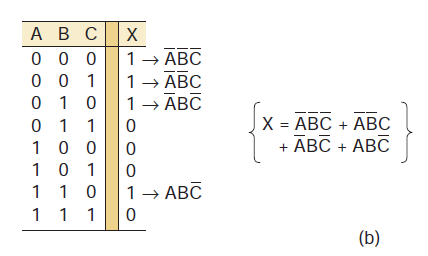 A B C X
0 0 0 1 → A̅B̅C̅
0 0 1 1 → A̅B̅C
0 1 0 1 → A̅BC̅
0 1 1 0
1 0 0 0
1 0 1 0
1 1 0 1 → ABC̅
1 1 1 0
X = A̅B̅C̅ + A̅B̅C
+ A̅BC̅ + ABC̅
(b)